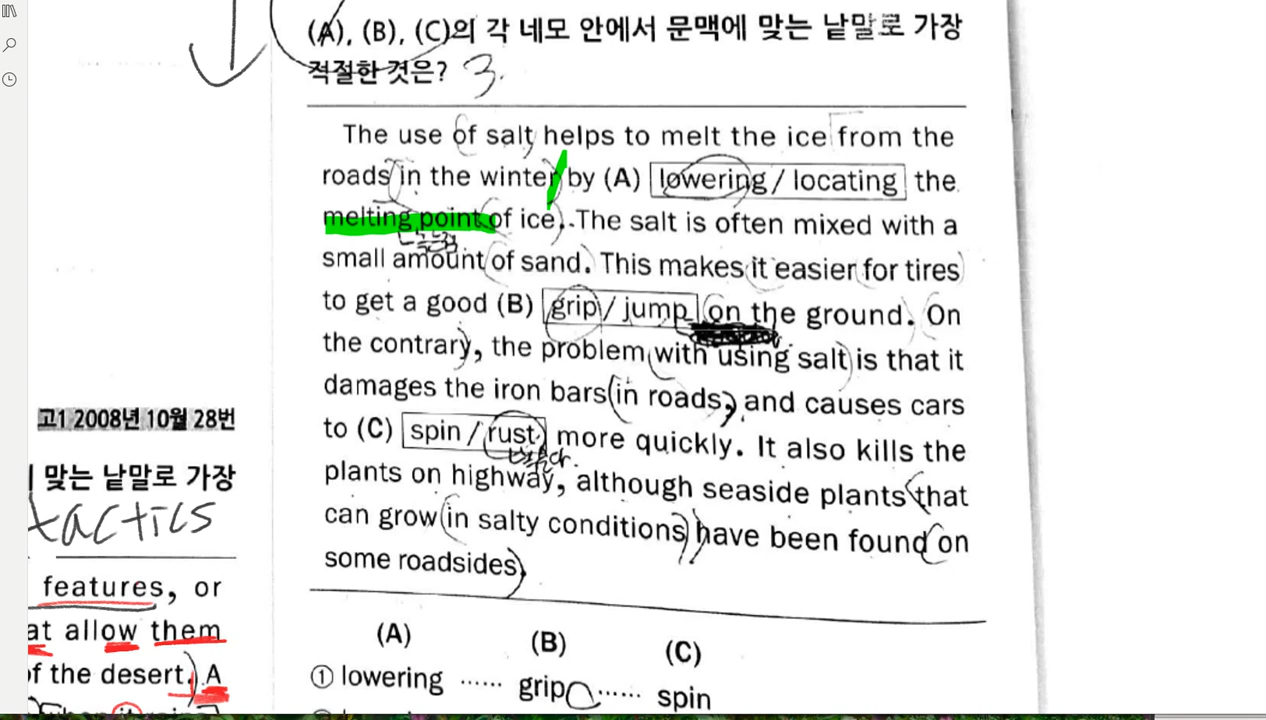 (A), (B), (C)의 각 네모 안에서 문맥에 맞는 낱말로 가장
적절한 것은? 3.
The use of salt helps to melt the ice from the
roads in the winter by (A) lowering / locating the
melting point of ice. The salt is often mixed with a
녹는점
small amount of sand. This makes it easier for tires
to get a good (B) grip / jump on the ground. On
the contrary, the problem with using salt is that it
damages the iron bars in roads, and causes cars
to (C) spin / rust more quickly. It also kills the
plants on highway, although seaside plants that
can grow in salty conditions have been found on
some roadsides.
(A) (B) (C)
① lowering ⋯⋯ grip ⋯⋯ spin
고1 2008년 10월 28번
맞는 낱말로 가장
tactics
features, or
at allow them
of the desert. A